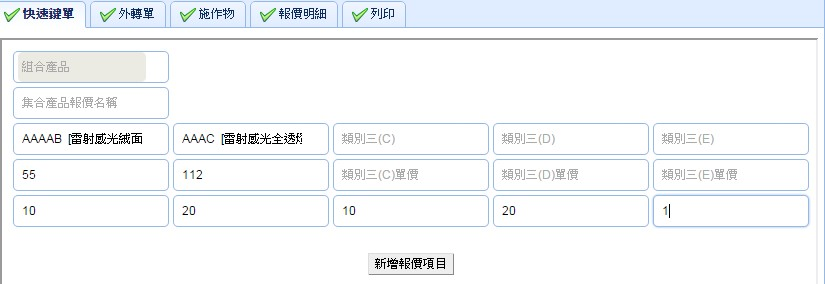 快速鍵單 外轉單 施作物 報價明細 列印
組合產品
集合產品報價名稱
AAAAB [雷射感光絨面 AAAC [雷射感光全透 類別三(C) 類別三(D) 類別三(E)
55 112 類別三(C)單價 類別三(D)單價 類別三(E)單價
10 20 10 20 1
新增報價項目